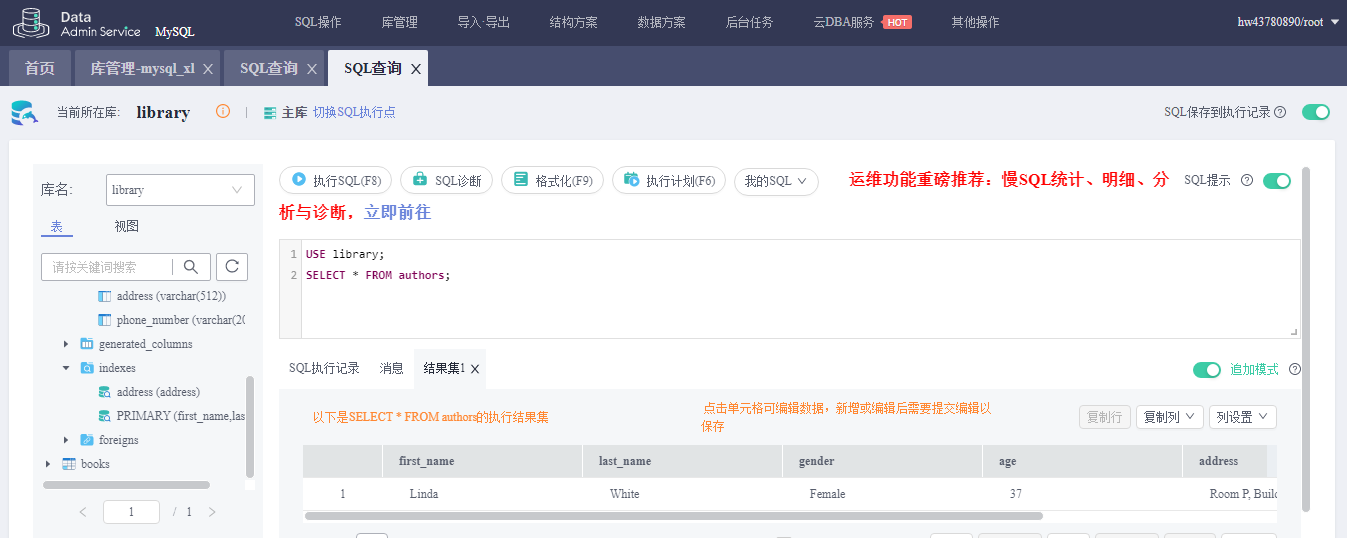 Data
Admin Service MySQL
SQL操作 库管理 导入·导出 结构方案 数据方案 后台任务 云DBA服务 HOT 其他操作
hw43780890/root
首页 库管理-mysql_xl SQL查询 SQL查询
当前所在库: library 主库 切换SQL执行点
SQL保存到执行记录
库名: library
表 视图
请按关键词搜索
address (varchar(512))
phone_number (varchar(20
generated_columns
indexes
address (address)
PRIMARY (first_name,las
foreigns
books
1 / 1
执行SQL(F8) SQL诊断 格式化(F9) 执行计划(F6) 我的SQL
运维功能重磅推荐：慢SQL统计、明细、分
析与诊断，立即前往
SQL提示
1 USE library;
2 SELECT * FROM authors;
SQL执行记录 消息 结果集1
追加模式
以下是SELECT * FROM authors的执行结果集
点击单元格可编辑数据，新增或编辑后需要提交编辑以
保存
复制行 复制列 列设置
first_name last_name gender age address
1 Linda White Female 37 Room P, Build